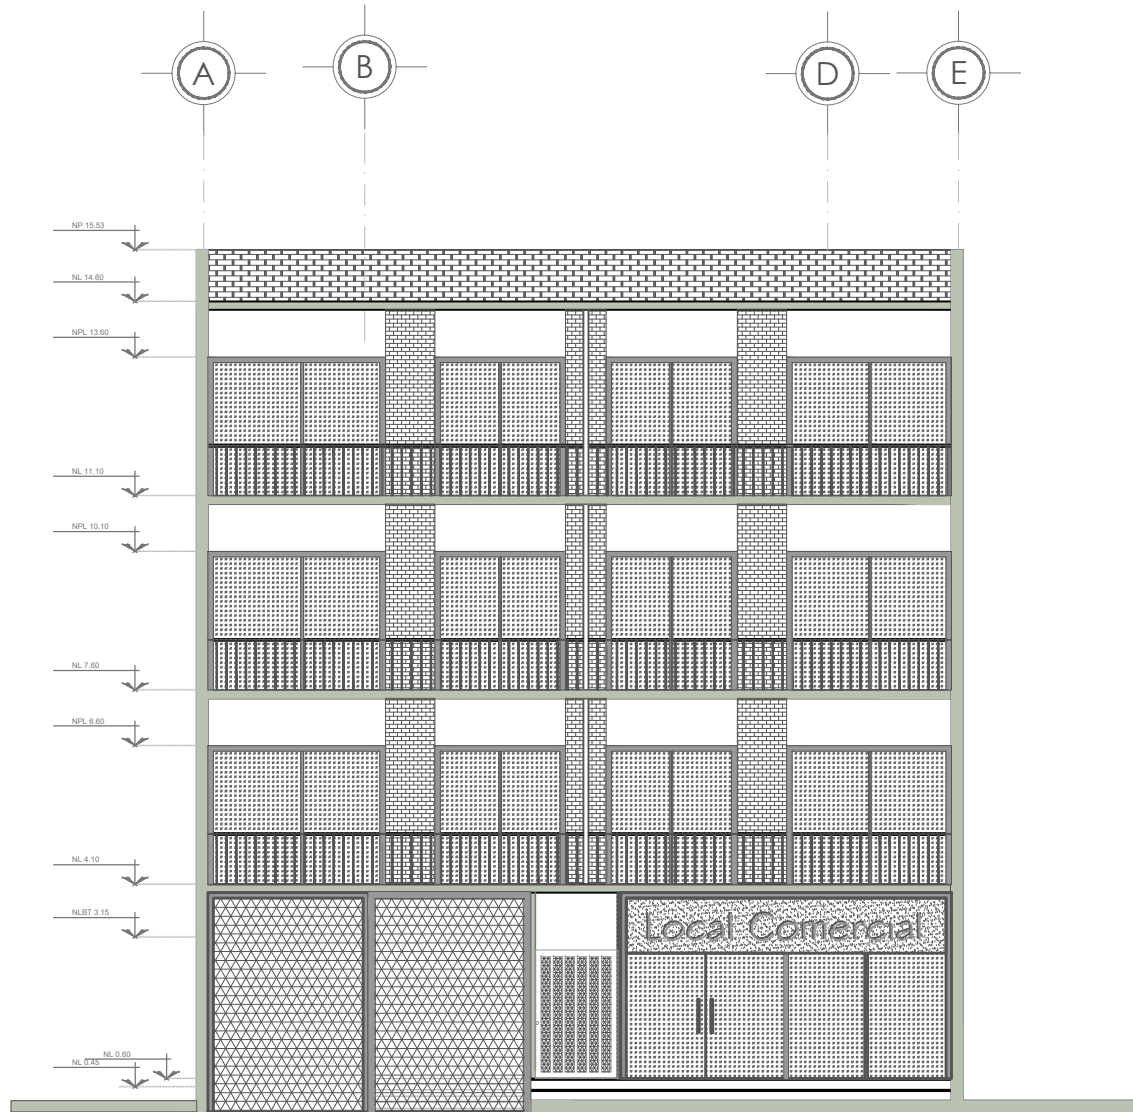 A
B
D
E
NP 15.53
NL 14.60
NPL 13.60
NL 11.10
NPL 10.10
NL 7.60
NPL 6.60
NL 4.10
NLBT 3.15
Local Comercial
NL 0.60
NL 0.45